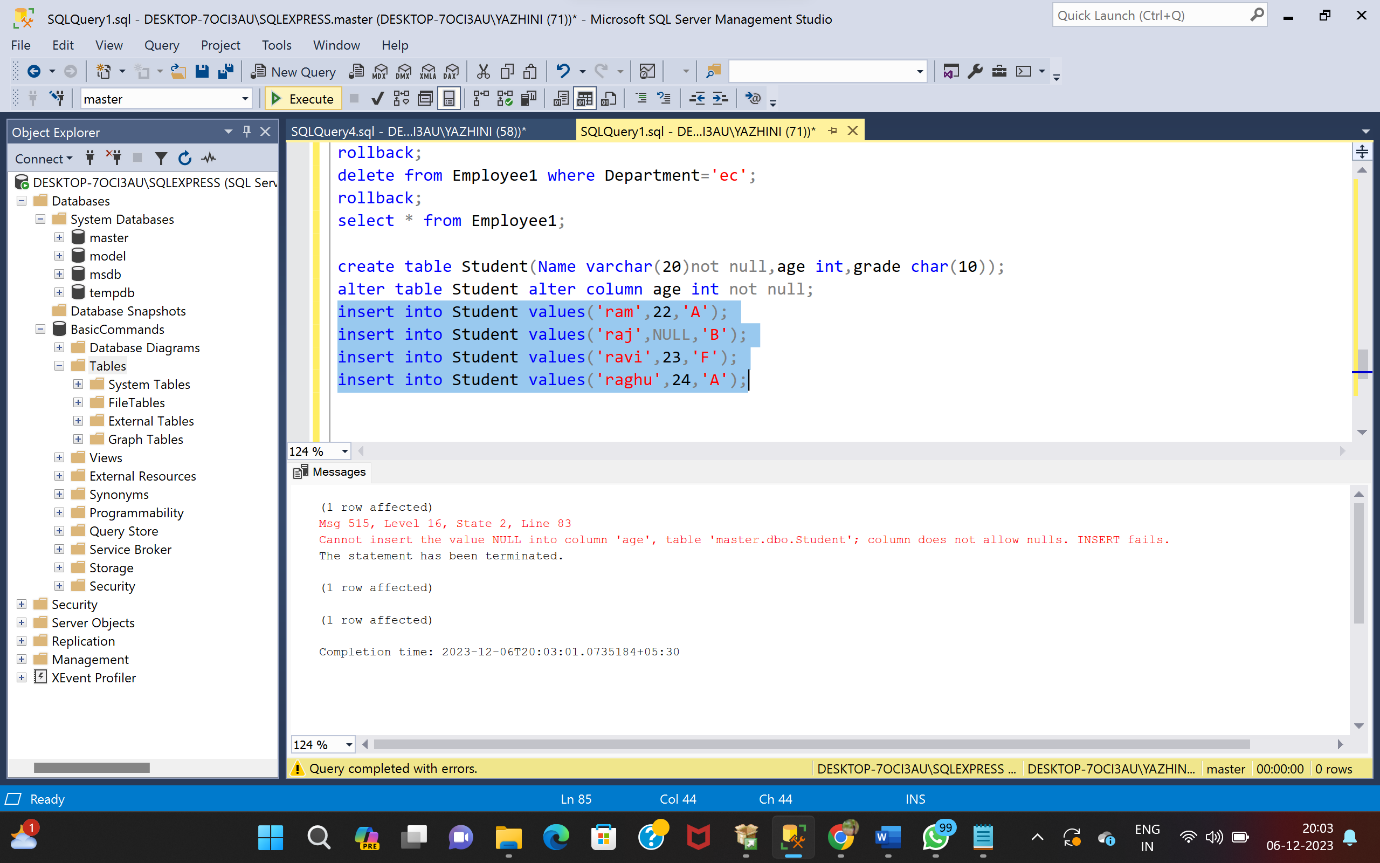 SQLQuery1.sql - DESKTOP-7OCI3AU\SQLEXPRESS.master (DESKTOP-7OCI3AU\YAZHINI (71))* - Microsoft SQL Server Management Studio
Quick Launch (Ctrl+Q)
File Edit View Query Project Tools Window Help
New Query MDX DMX XMLA DAX
master Execute
Object Explorer
SQLQuery4.sql - DE...I3AU\YAZHINI (58))* SQLQuery1.sql - DE...I3AU\YAZHINI (71))*
Connect
DESKTOP-7OCI3AU\SQLEXPRESS (SQL Serv
Databases
System Databases
master
model
msdb
tempdb
Database Snapshots
BasicCommands
Database Diagrams
Tables
System Tables
FileTables
External Tables
Graph Tables
Views
External Resources
Synonyms
Programmability
Query Store
Service Broker
Storage
Security
Security
Server Objects
Replication
Management
XEvent Profiler
rollback;
delete from Employee1 where Department='ec';
rollback;
select * from Employee1;
create table Student(Name varchar(20)not null,age int,grade char(10));
alter table Student alter column age int not null;
insert into Student values('ram',22,'A');
insert into Student values('raj',NULL,'B');
insert into Student values('ravi',23,'F');
insert into Student values('raghu',24,'A');
124 %
Messages
(1 row affected)
Msg 515, Level 16, State 2, Line 83
Cannot insert the value NULL into column 'age', table 'master.dbo.Student'; column does not allow nulls. INSERT fails.
The statement has been terminated.
(1 row affected)
(1 row affected)
Completion time: 2023-12-06T20:03:01.0735184+05:30
124 %
Query completed with errors. DESKTOP-7OCI3AU\SQLEXPRESS ... DESKTOP-7OCI3AU\YAZHIN... master 00:00:00 0 rows
Ready Ln 85 Col 44 Ch 44 INS
1 PRE 99
ENG
IN
20:03
06-12-2023